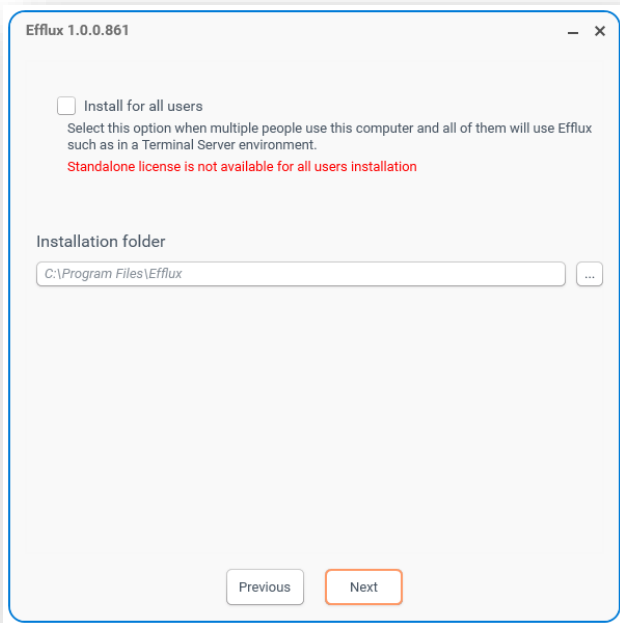 Efflux 1.0.0.861
Install for all users
Select this option when multiple people use this computer and all of them will use Efflux
such as in a Terminal Server environment.
Standalone license is not available for all users installation
Installation folder
C:\Program Files\Efflux
...
Previous
Next